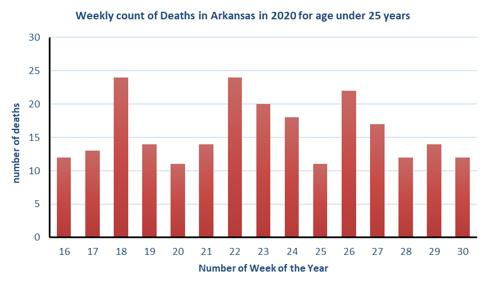 Weekly count of Deaths in Arkansas in 2020 for age under 25 years
30
25
20
15
10
5
0
number of deaths
16 17 18 19 20 21 22 23 24 25 26 27 28 29 30
Number of Week of the Year